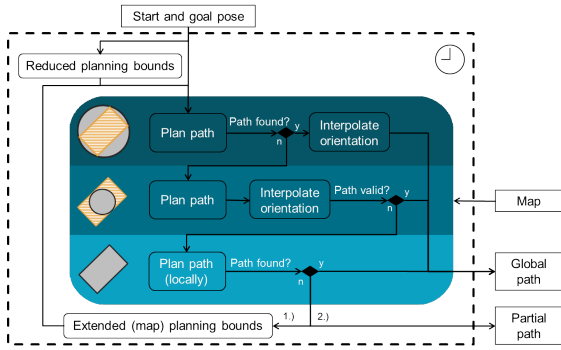 Start and goal pose
Reduced planning bounds
Plan path
Path found?
y
n
Interpolate
orientation
Plan path
Interpolate
orientation
Path valid?
y
n
Map
Plan path
(locally)
Path found?
y
n
Global
path
Extended (map) planning bounds
1.)
2.)
Partial
path